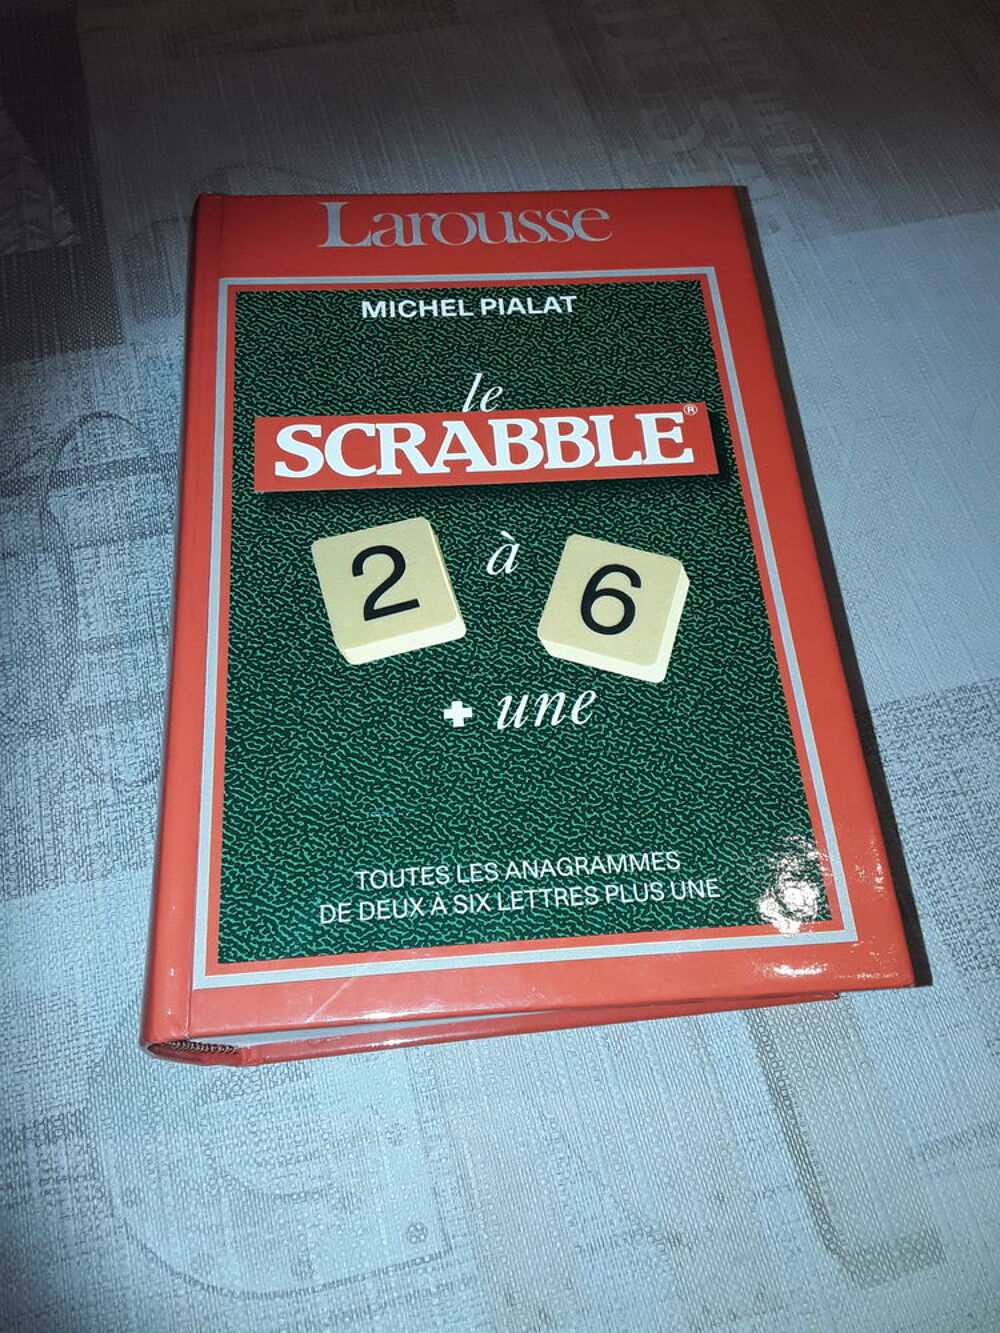 Larousse
MICHEL PIALAT
le
SCRABBLE®
2 à 6
+ une
TOUTES LES ANAGRAMMES
DE DEUX À SIX LETTRES PLUS UNE